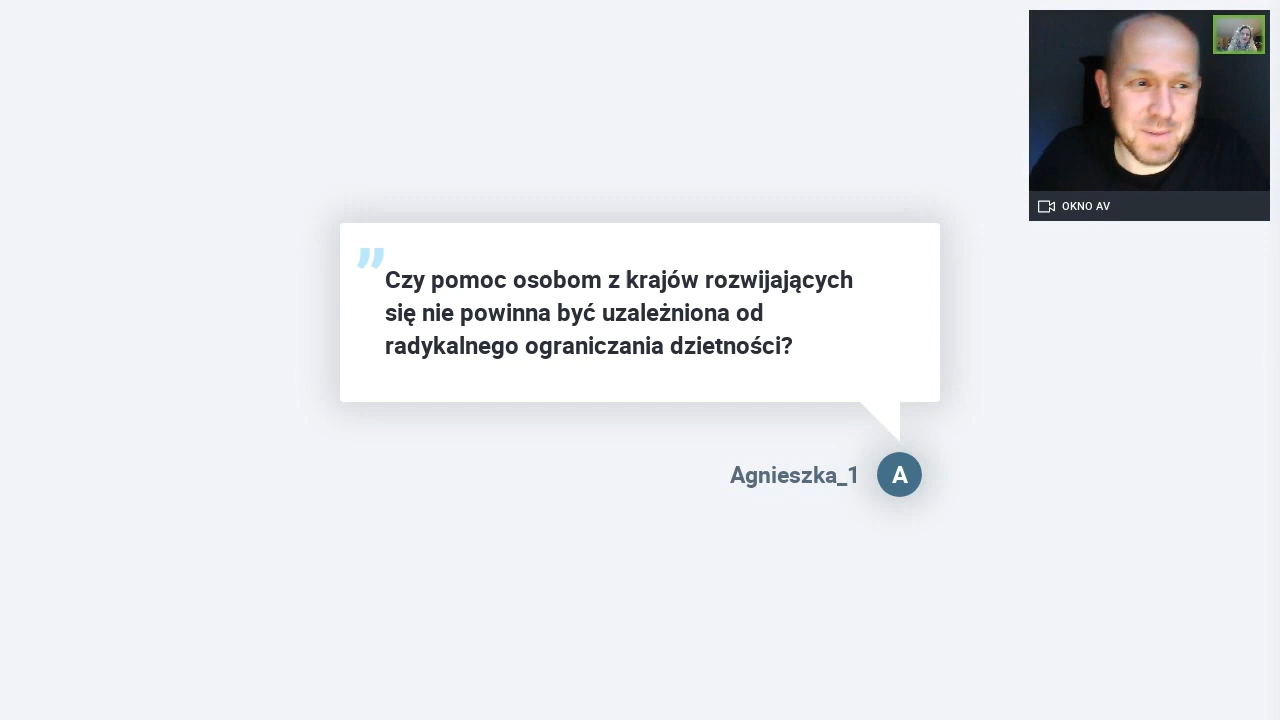 OKNO AV
”
Czy pomoc osobom z krajów rozwijających
się nie powinna być uzależniona od
radykalnego ograniczania dzietności?
Agnieszka_1
A